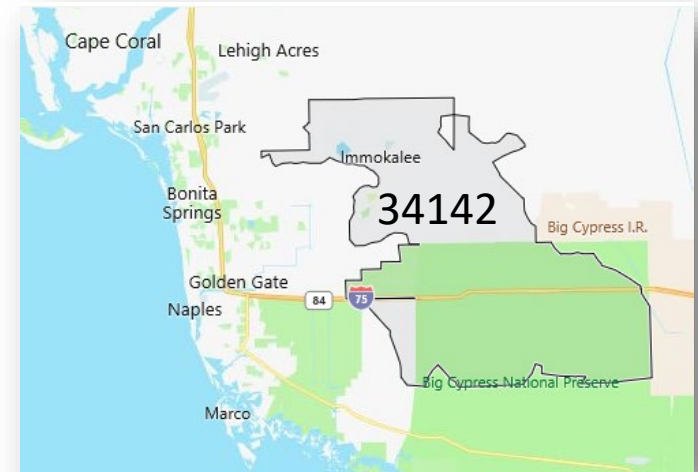 Cape Coral
Lehigh Acres
San Carlos Park
Immokalee
Bonita
Springs
34142
Big Cypress I.R.
Golden Gate
84
75
Naples
Big Cypress National Preserve
Marco